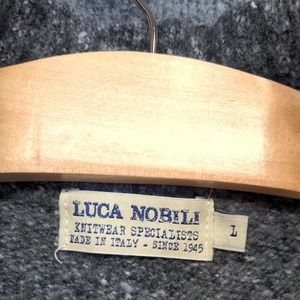 LUCA NOBILI
KNITWEAR SPECIALISTS
MADE IN ITALY - SINCE 1945
L